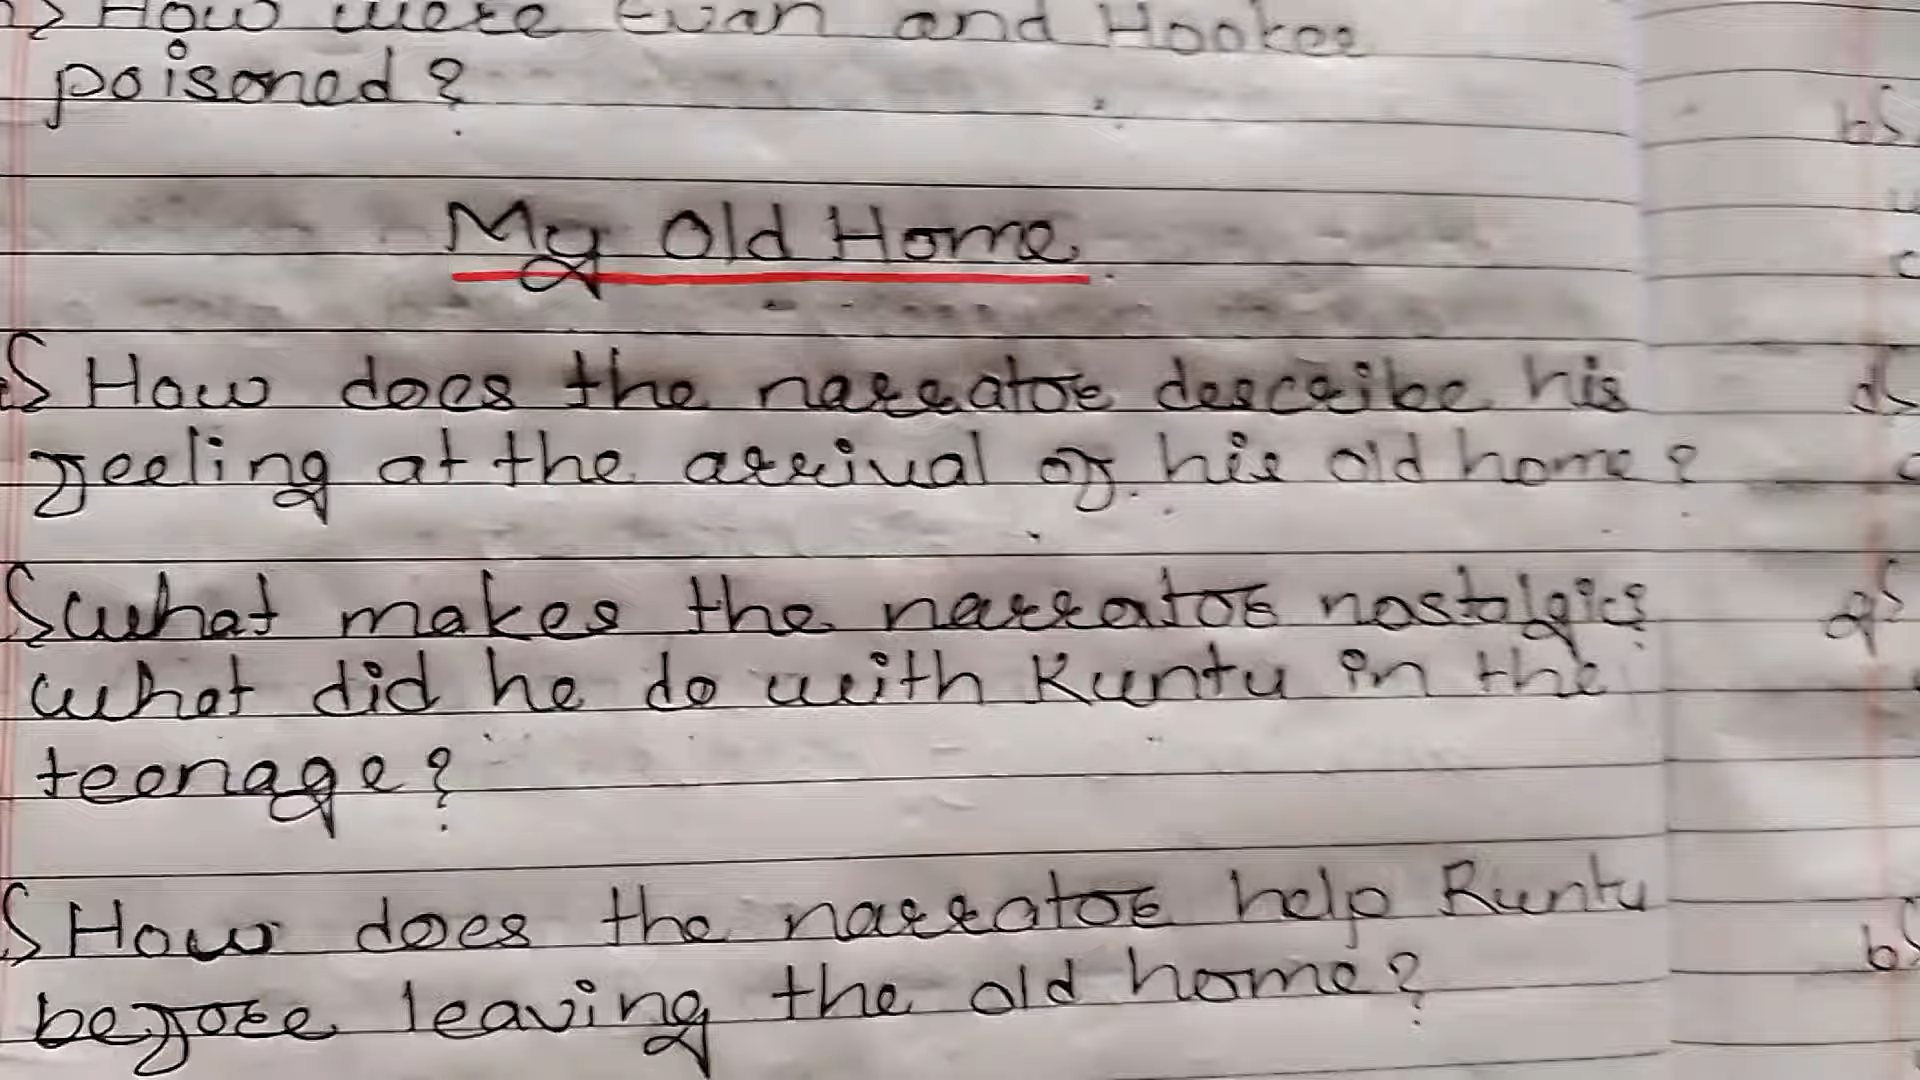 How were Evan and Hooker
poisoned?
My Old Home
How does the narrator describe his
feeling at the arrival of his old home?
what makes the narrator nostalgic?
what did he do with Runtu in the
teenage?
How does the narrator help Runtu
before leaving the old home?
b
d
g
b